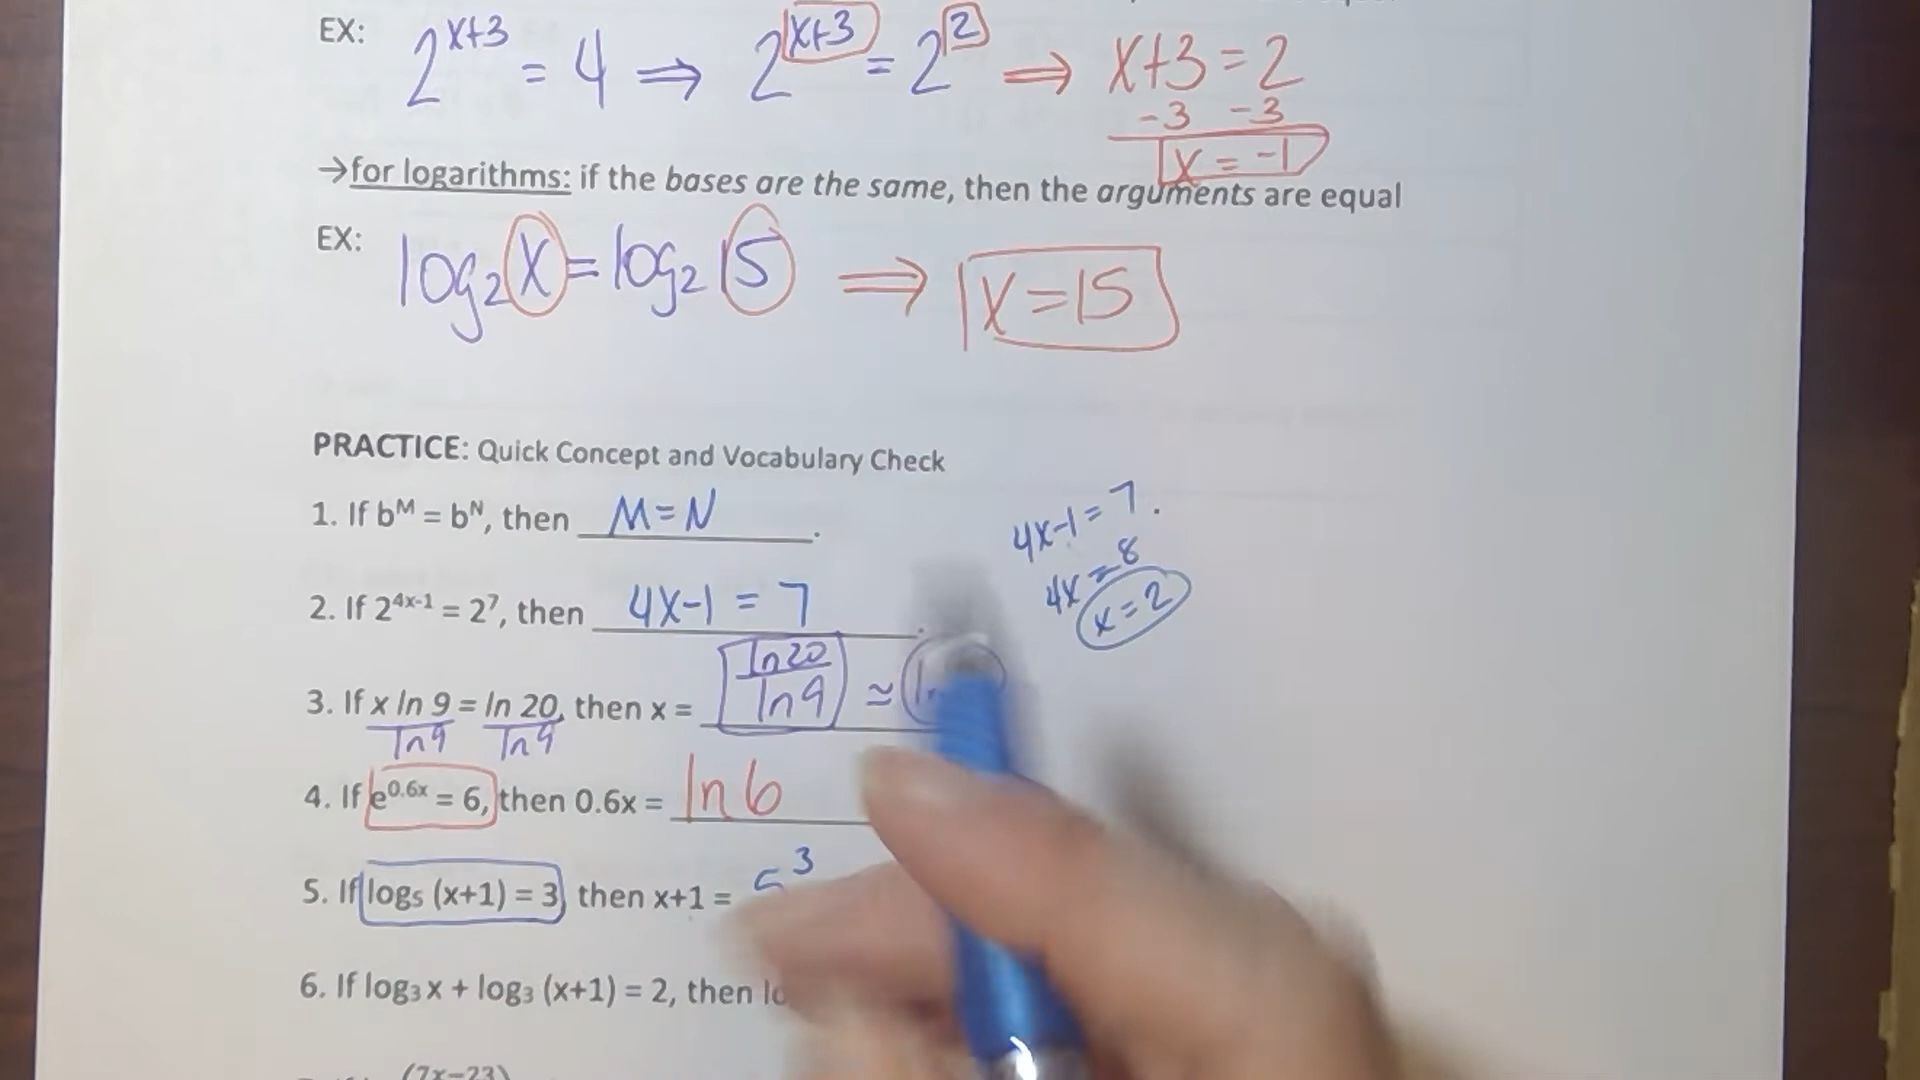 EX: 2^{x+3} = 4 ⟹ 2^{x+3} = 2^2 ⟹ x+3 = 2
-3 -3
x = -1
→for logarithms: if the bases are the same, then the arguments are equal
EX: log₂ x = log₂ 15 ⟹ x = 15
PRACTICE: Quick Concept and Vocabulary Check
1. If b^M = b^N, then M = N.
4x-1 = 7.
4x = 8
x = 2
2. If 2^{4x-1} = 2^7, then 4x-1 = 7.
3. If x ln 9 = ln 20, then x = ln20/ln9 ≃
ln9 ln9
4. If e^{0.6x} = 6, then 0.6x = ln 6
5. If log₅ (x+1) = 3, then x+1 = 5^3
6. If log₃ x + log₃ (x+1) = 2, then
(7x-23)